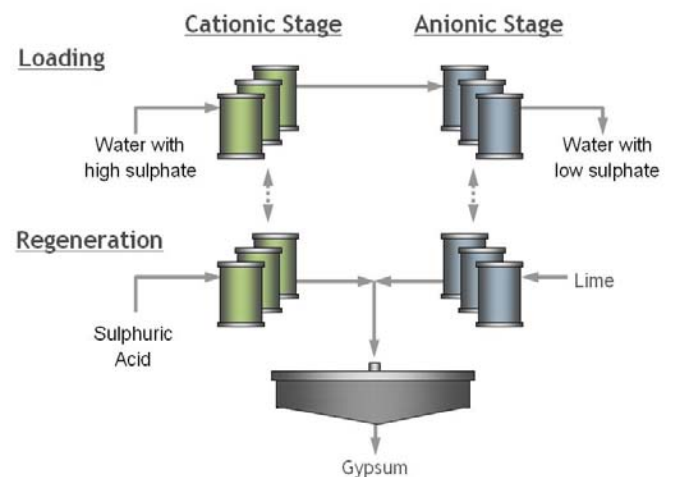 Cationic Stage
Anionic Stage
Loading
Water with
high sulphate
Water with
low sulphate
Regeneration
Sulphuric
Acid
Lime
Gypsum